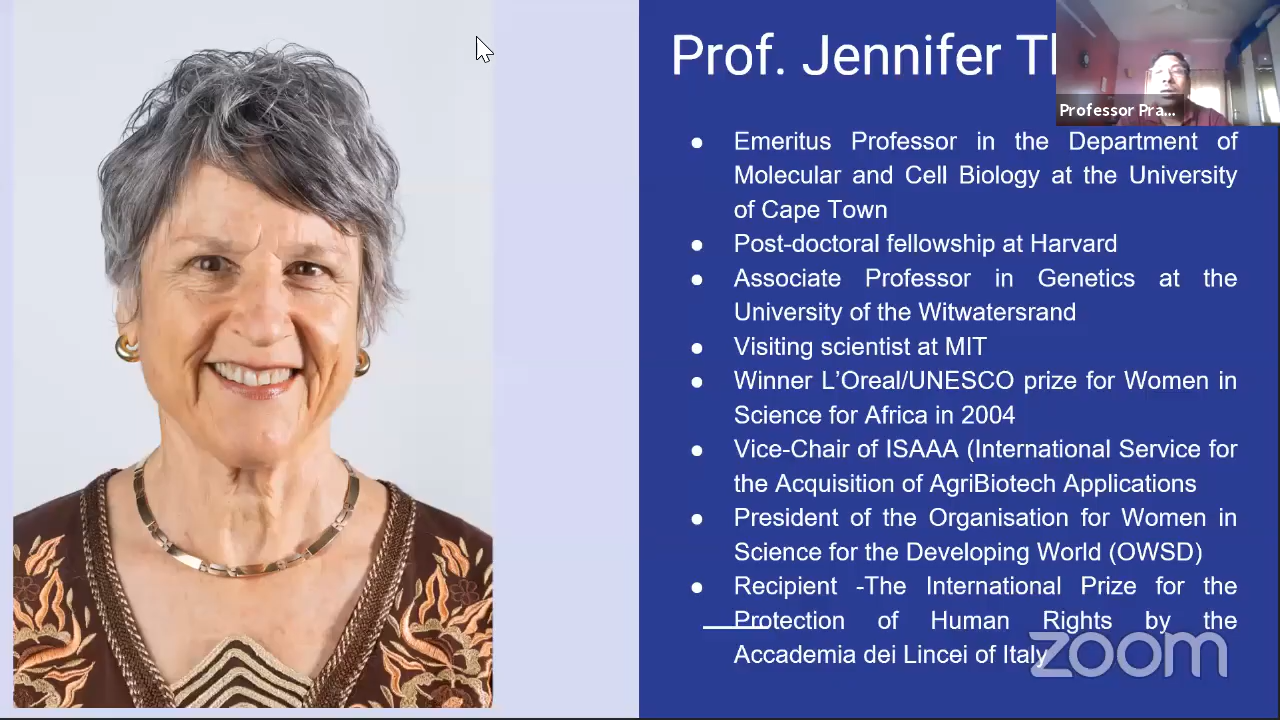 Prof. Jennifer
Professor Pra...
● Emeritus Professor in the Department of
Molecular and Cell Biology at the University
of Cape Town
● Post-doctoral fellowship at Harvard
● Associate Professor in Genetics at the
University of the Witwatersrand
● Visiting scientist at MIT
● Winner L'Oreal/UNESCO prize for Women in
Science for Africa in 2004
● Vice-Chair of ISAAA (International Service for
the Acquisition of AgriBiotech Applications
● President of the Organisation for Women in
Science for the Developing World (OWSD)
● Recipient -The International Prize for the
Protection of Human Rights by the
Accademia dei Lincei of Italy
zoom